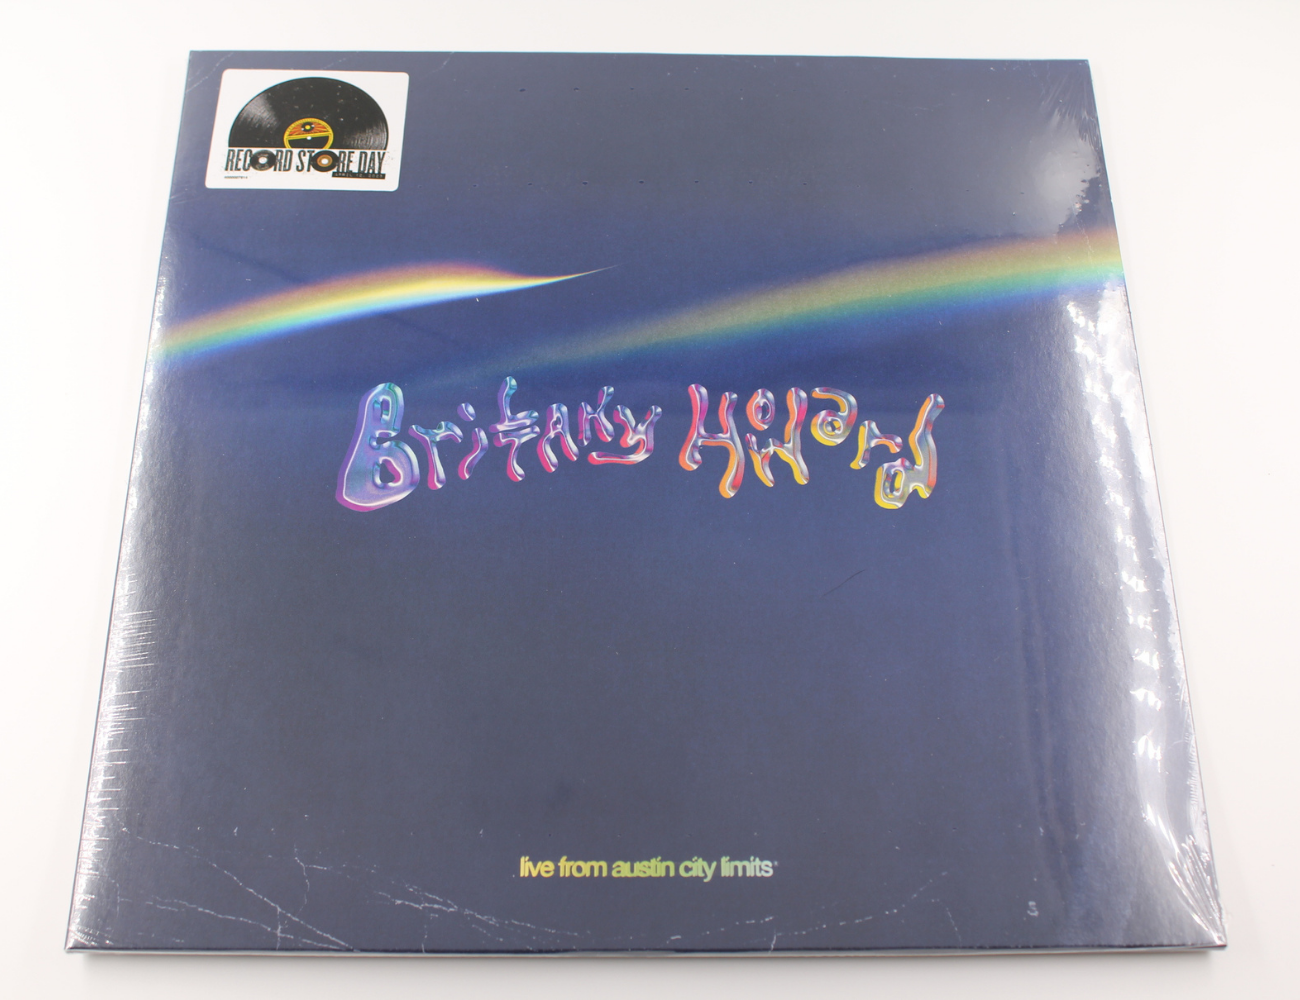 RECORD STORE DAY
Brittany Howard
live from austin city limits